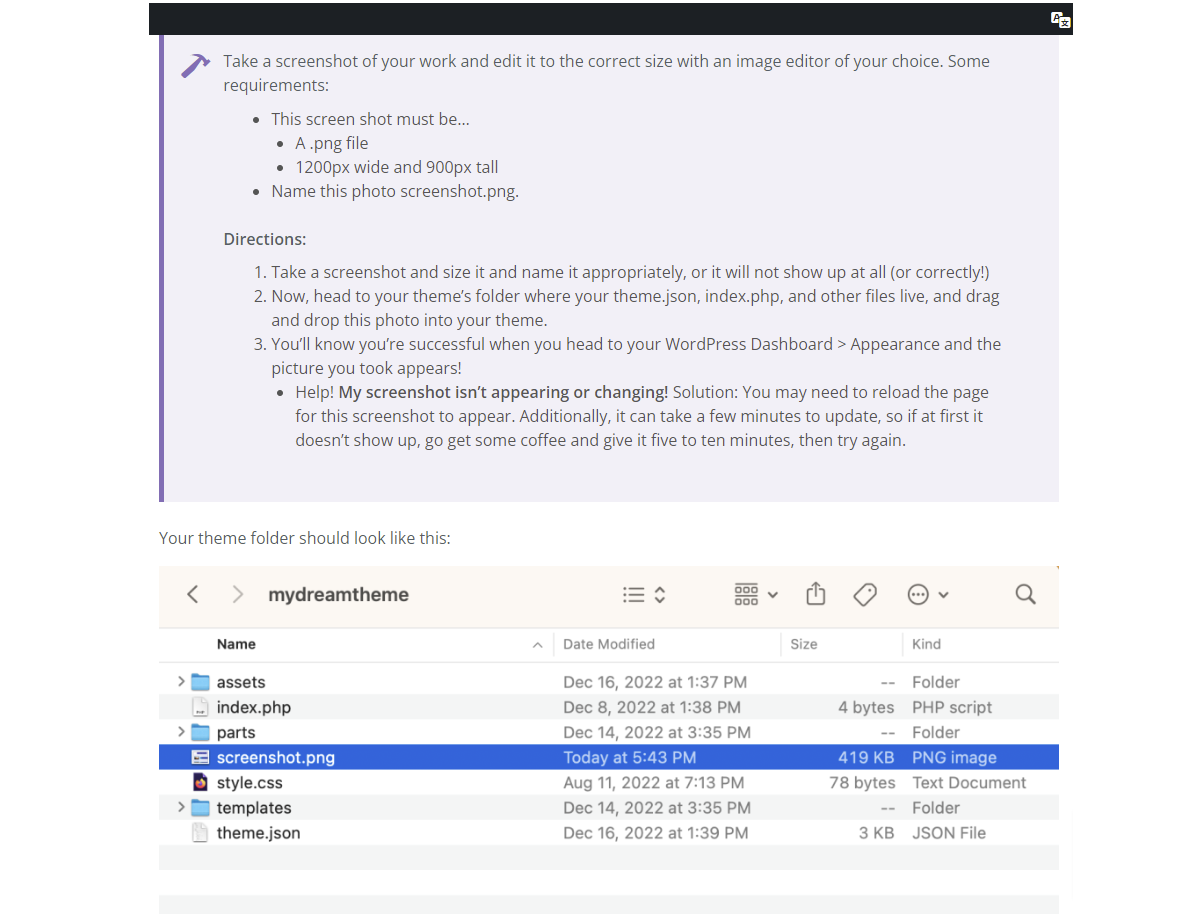 Take a screenshot of your work and edit it to the correct size with an image editor of your choice. Some
requirements:
• This screen shot must be…
• A .png file
• 1200px wide and 900px tall
• Name this photo screenshot.png.
Directions:
1. Take a screenshot and size it and name it appropriately, or it will not show up at all (or correctly!)
2. Now, head to your theme’s folder where your theme.json, index.php, and other files live, and drag
and drop this photo into your theme.
3. You’ll know you’re successful when you head to your WordPress Dashboard > Appearance and the
picture you took appears!
• Help! My screenshot isn’t appearing or changing! Solution: You may need to reload the page
for this screenshot to appear. Additionally, it can take a few minutes to update, so if at first it
doesn’t show up, go get some coffee and give it five to ten minutes, then try again.
Your theme folder should look like this:
mydreamtheme
Name Date Modified Size Kind
assets Dec 16, 2022 at 1:37 PM -- Folder
index.php Dec 8, 2022 at 1:38 PM 4 bytes PHP script
parts Dec 14, 2022 at 3:35 PM -- Folder
screenshot.png Today at 5:43 PM 419 KB PNG image
style.css Aug 11, 2022 at 7:13 PM 78 bytes Text Document
templates Dec 14, 2022 at 3:35 PM -- Folder
theme.json Dec 16, 2022 at 1:39 PM 3 KB JSON File